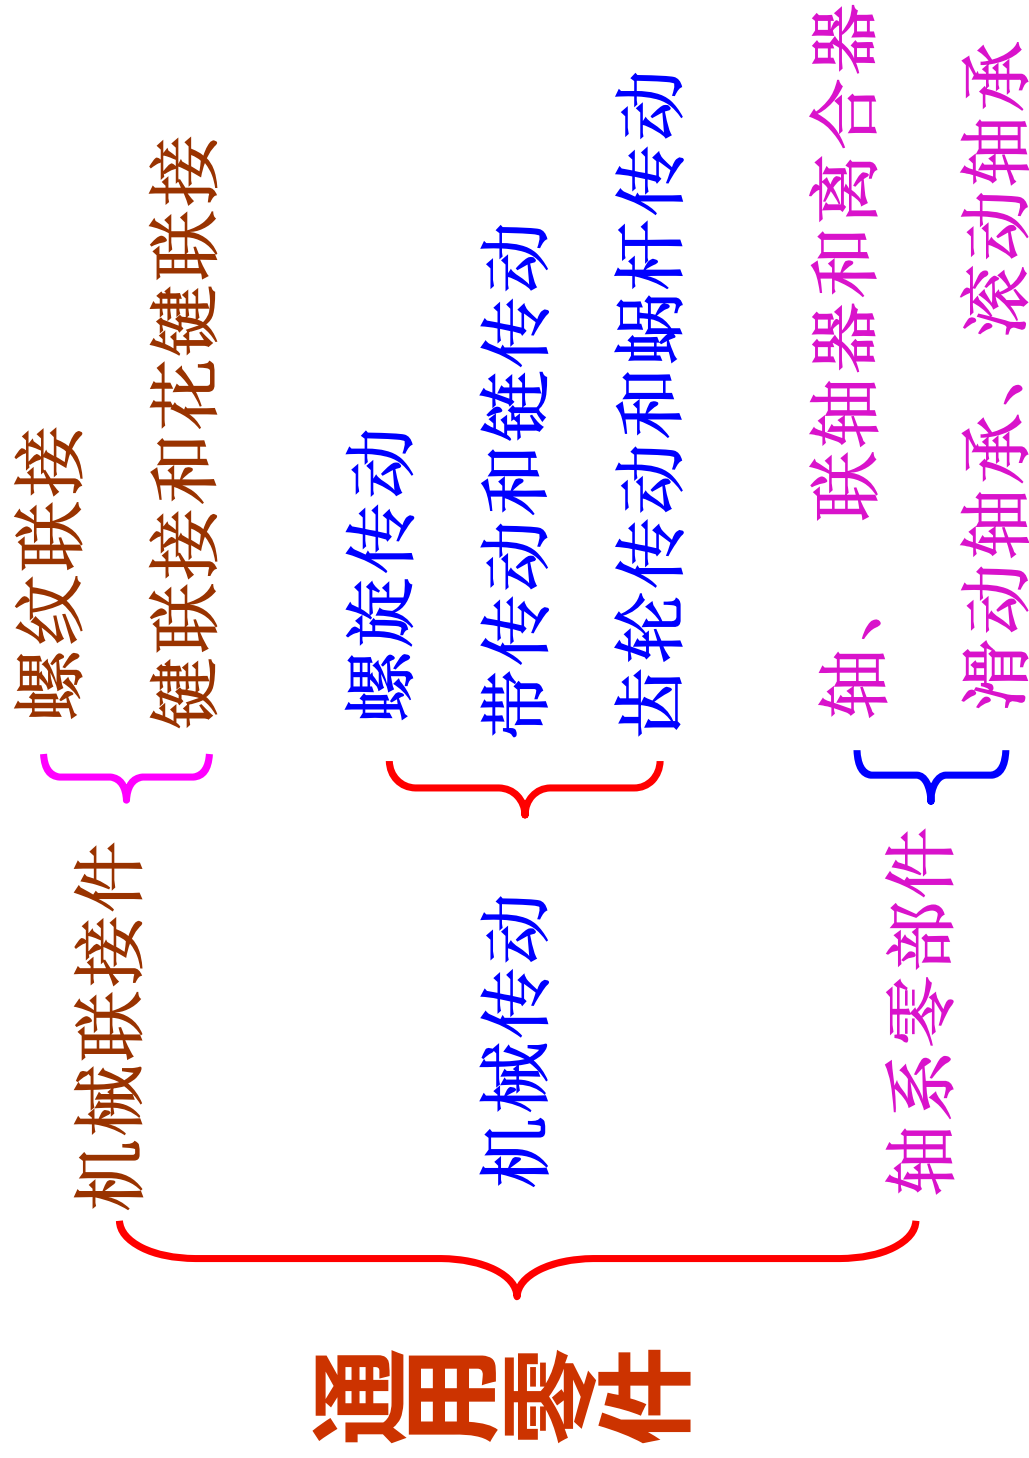 通用零件
机械联接件
螺纹联接
键联接和花键联接
机械传动
螺旋传动
带传动和链传动
齿轮传动和蜗杆传动
轴系零部件
轴、 联轴器和离合器
滑动轴承、 滚动轴承